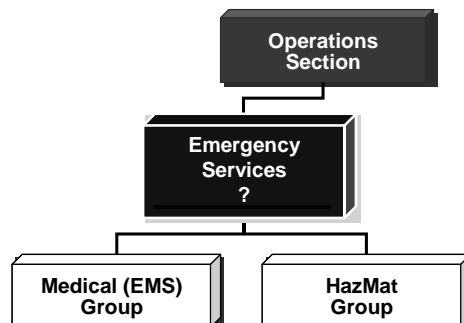 Operations
Section
Emergency
Services
?
Medical (EMS)
Group
HazMat
Group